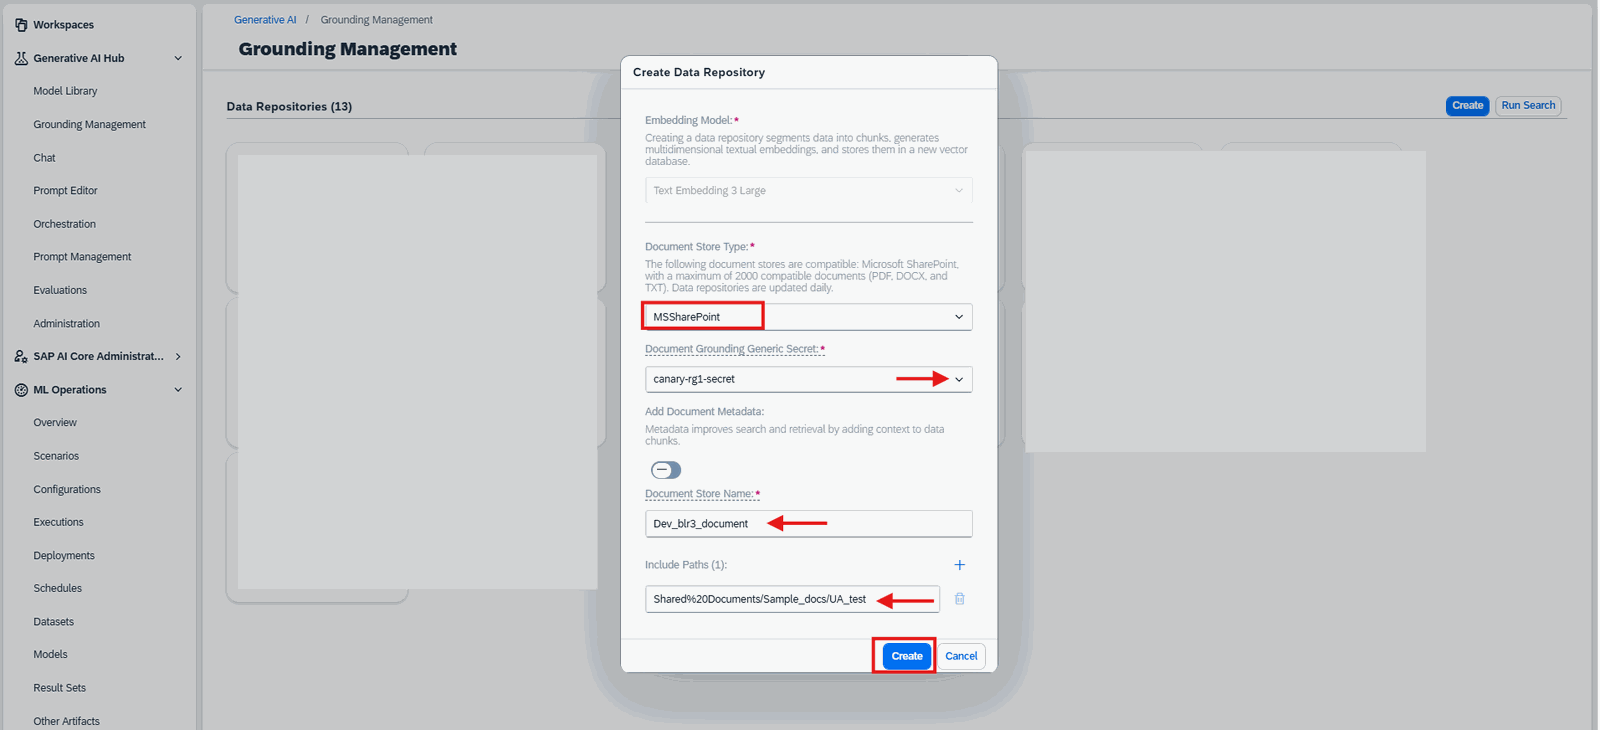 Workspaces
Generative AI Hub
Model Library
Grounding Management
Chat
Prompt Editor
Orchestration
Prompt Management
Evaluations
Administration
SAP AI Core Administrat...
ML Operations
Overview
Scenarios
Configurations
Executions
Deployments
Schedules
Datasets
Models
Result Sets
Other Artifacts
Generative AI / Grounding Management
Grounding Management
Data Repositories (13)
Create
Run Search
Create Data Repository
Embedding Model:*
Creating a data repository segments data into chunks, generates
multidimensional textual embeddings, and stores them in a new vector
database.
Text Embedding 3 Large
Document Store Type:*
The following document stores are compatible: Microsoft SharePoint,
with a maximum of 2000 compatible documents (PDF, DOCX, and
TXT). Data repositories are updated daily.
MSSharePoint
Document Grounding Generic Secret:*
canary-rg1-secret
Add Document Metadata:
Metadata improves search and retrieval by adding context to data
chunks.
Document Store Name:*
Dev_blr3_document
Include Paths (1):
Shared%20Documents/Sample_docs/UA_test
Create
Cancel